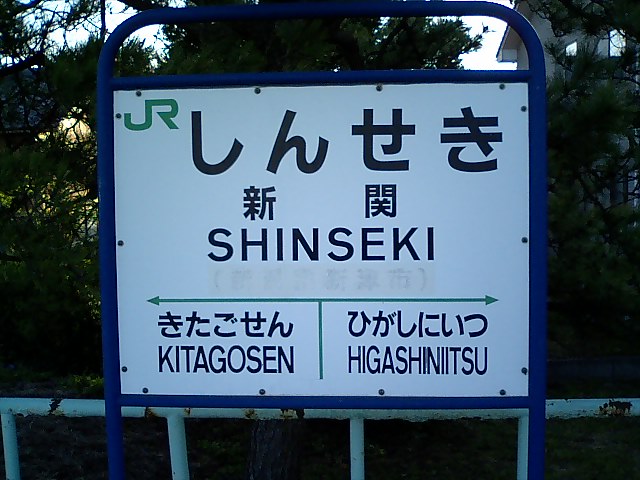 JR
しんせき
新関
SHINSEKI
きたごせん ひがしにいつ
KITAGOSEN HIGASHINIITSU